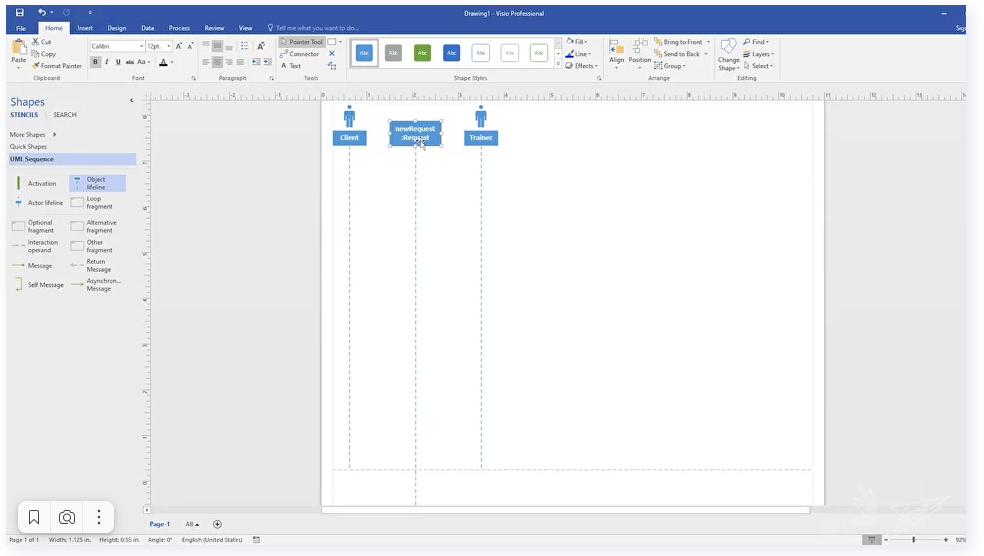 Drawing1 - Visio Professional
File Home Insert Design Data Process Review View Tell me what you want to do...
Paste
Cut
Copy
Format Painter
Clipboard
Calibri 12pt.
B I U abc Aa A
Font
Paragraph
Pointer Tool
Connector
A Text
Tools
Abc Abc Abc Abc Abc Abc Abc
Shape Styles
Fill
Line
Effects
Align Position
Bring to Front
Send to Back
Group
Arrange
Change
Shape
Find
Layers
Select
Editing
Shapes
STENCILS SEARCH
More Shapes
Quick Shapes
UML Sequence
Activation
Object
lifeline
Actor lifeline
Loop
fragment
Optional
fragment
Alternative
fragment
Interaction
operand
Other
fragment
Message
Return
Message
Self Message
Asynchron...
Message
Client
newRequest
:Request
Trainer
Page-1 All
Page 1 of 1 Width: 1.125 in. Height: 0.55 in. Angle: 0° English (United States) 92%